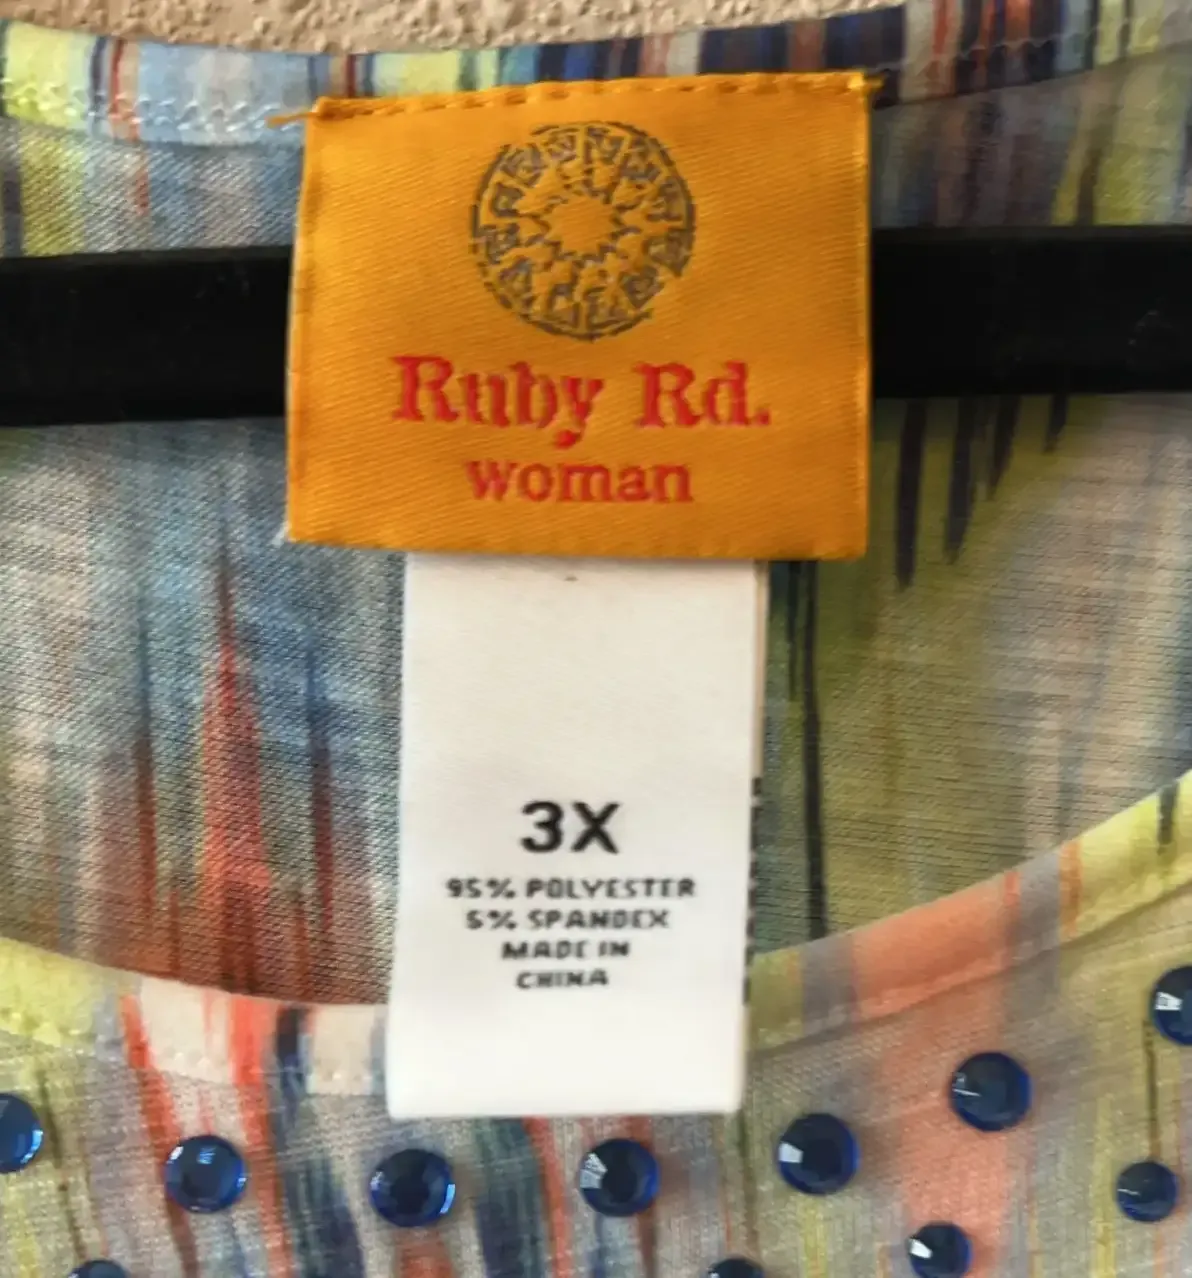 Ruby Rd.
woman
3X
95% POLYESTER
5% SPANDEX
MADE IN
CHINA